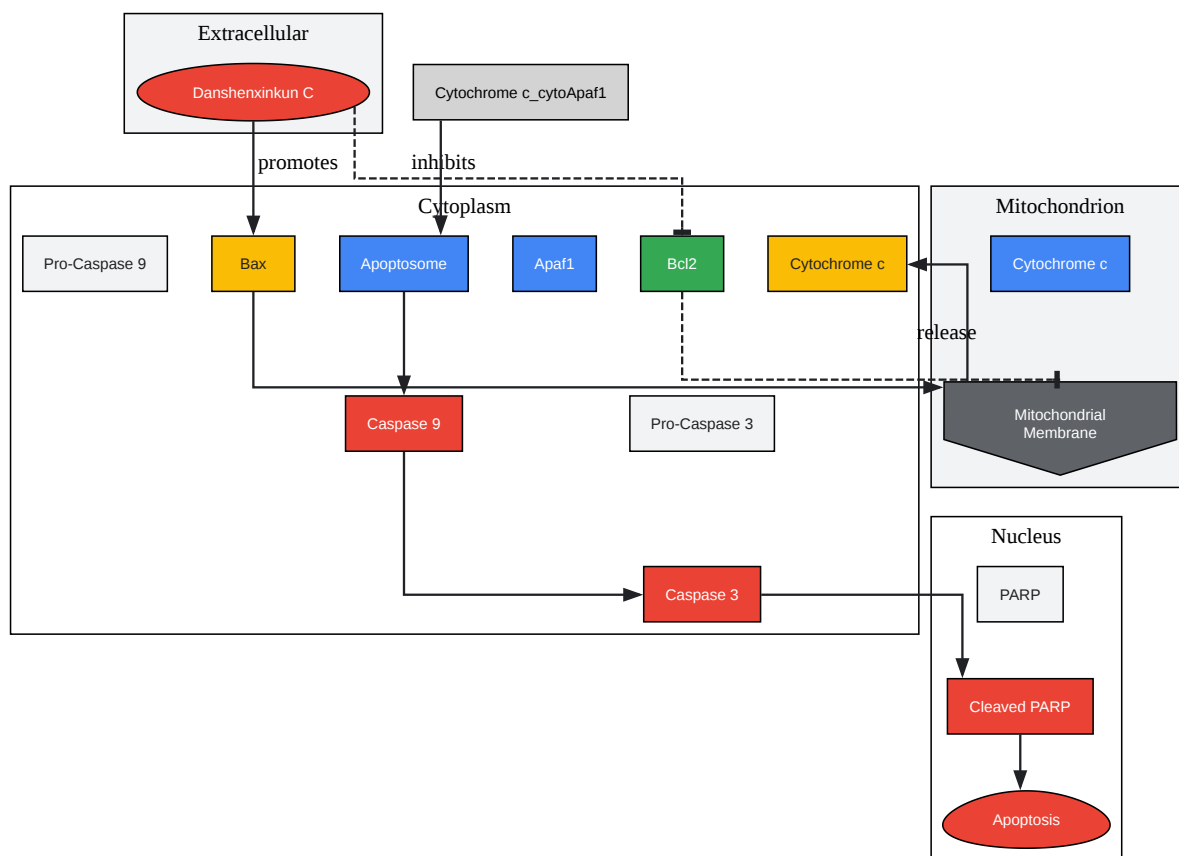 Extracellular
Danshenxinkun C
Cytochrome c_cytoApaf1
promotes
inhibits
Cytoplasm
Mitochondrion
Pro-Caspase 9
Bax
Apoptosome
Apaf1
Bcl2
Cytochrome c
Cytochrome c
release
Caspase 9
Pro-Caspase 3
Mitochondrial
Membrane
Nucleus
Caspase 3
PARP
Cleaved PARP
Apoptosis